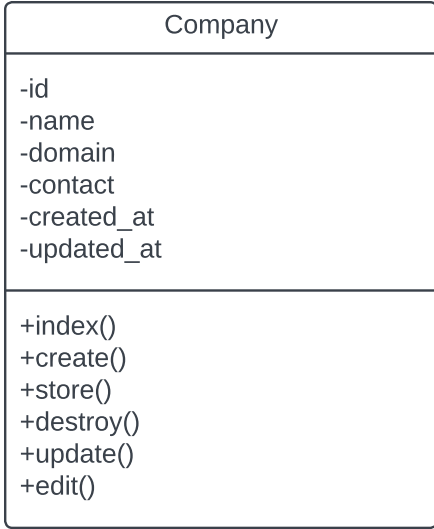 Company
-id
-name
-domain
-contact
-created_at
-updated_at
+index()
+create()
+store()
+destroy()
+update()
+edit()